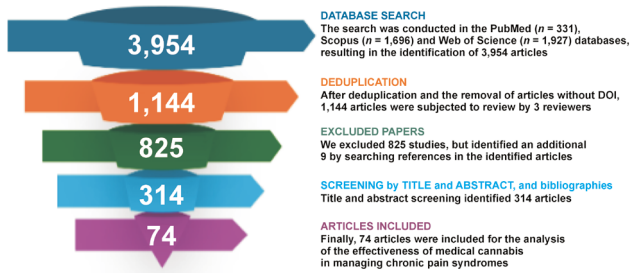 3,954
DATABASE SEARCH
The search was conducted in the PubMed (n = 331),
Scopus (n = 1,696) and Web of Science (n = 1,927) databases,
resulting in the identification of 3,954 articles
1,144
DEDUPLICATION
After deduplication and the removal of articles without DOI,
1,144 articles were subjected to review by 3 reviewers
825
EXCLUDED PAPERS
We excluded 825 studies, but identified an additional
9 by searching references in the identified articles
314
SCREENING by TITLE and ABSTRACT, and bibliographies
Title and abstract screening identified 314 articles
74
ARTICLES INCLUDED
Finally, 74 articles were included for the analysis
of the effectiveness of medical cannabis
in managing chronic pain syndromes